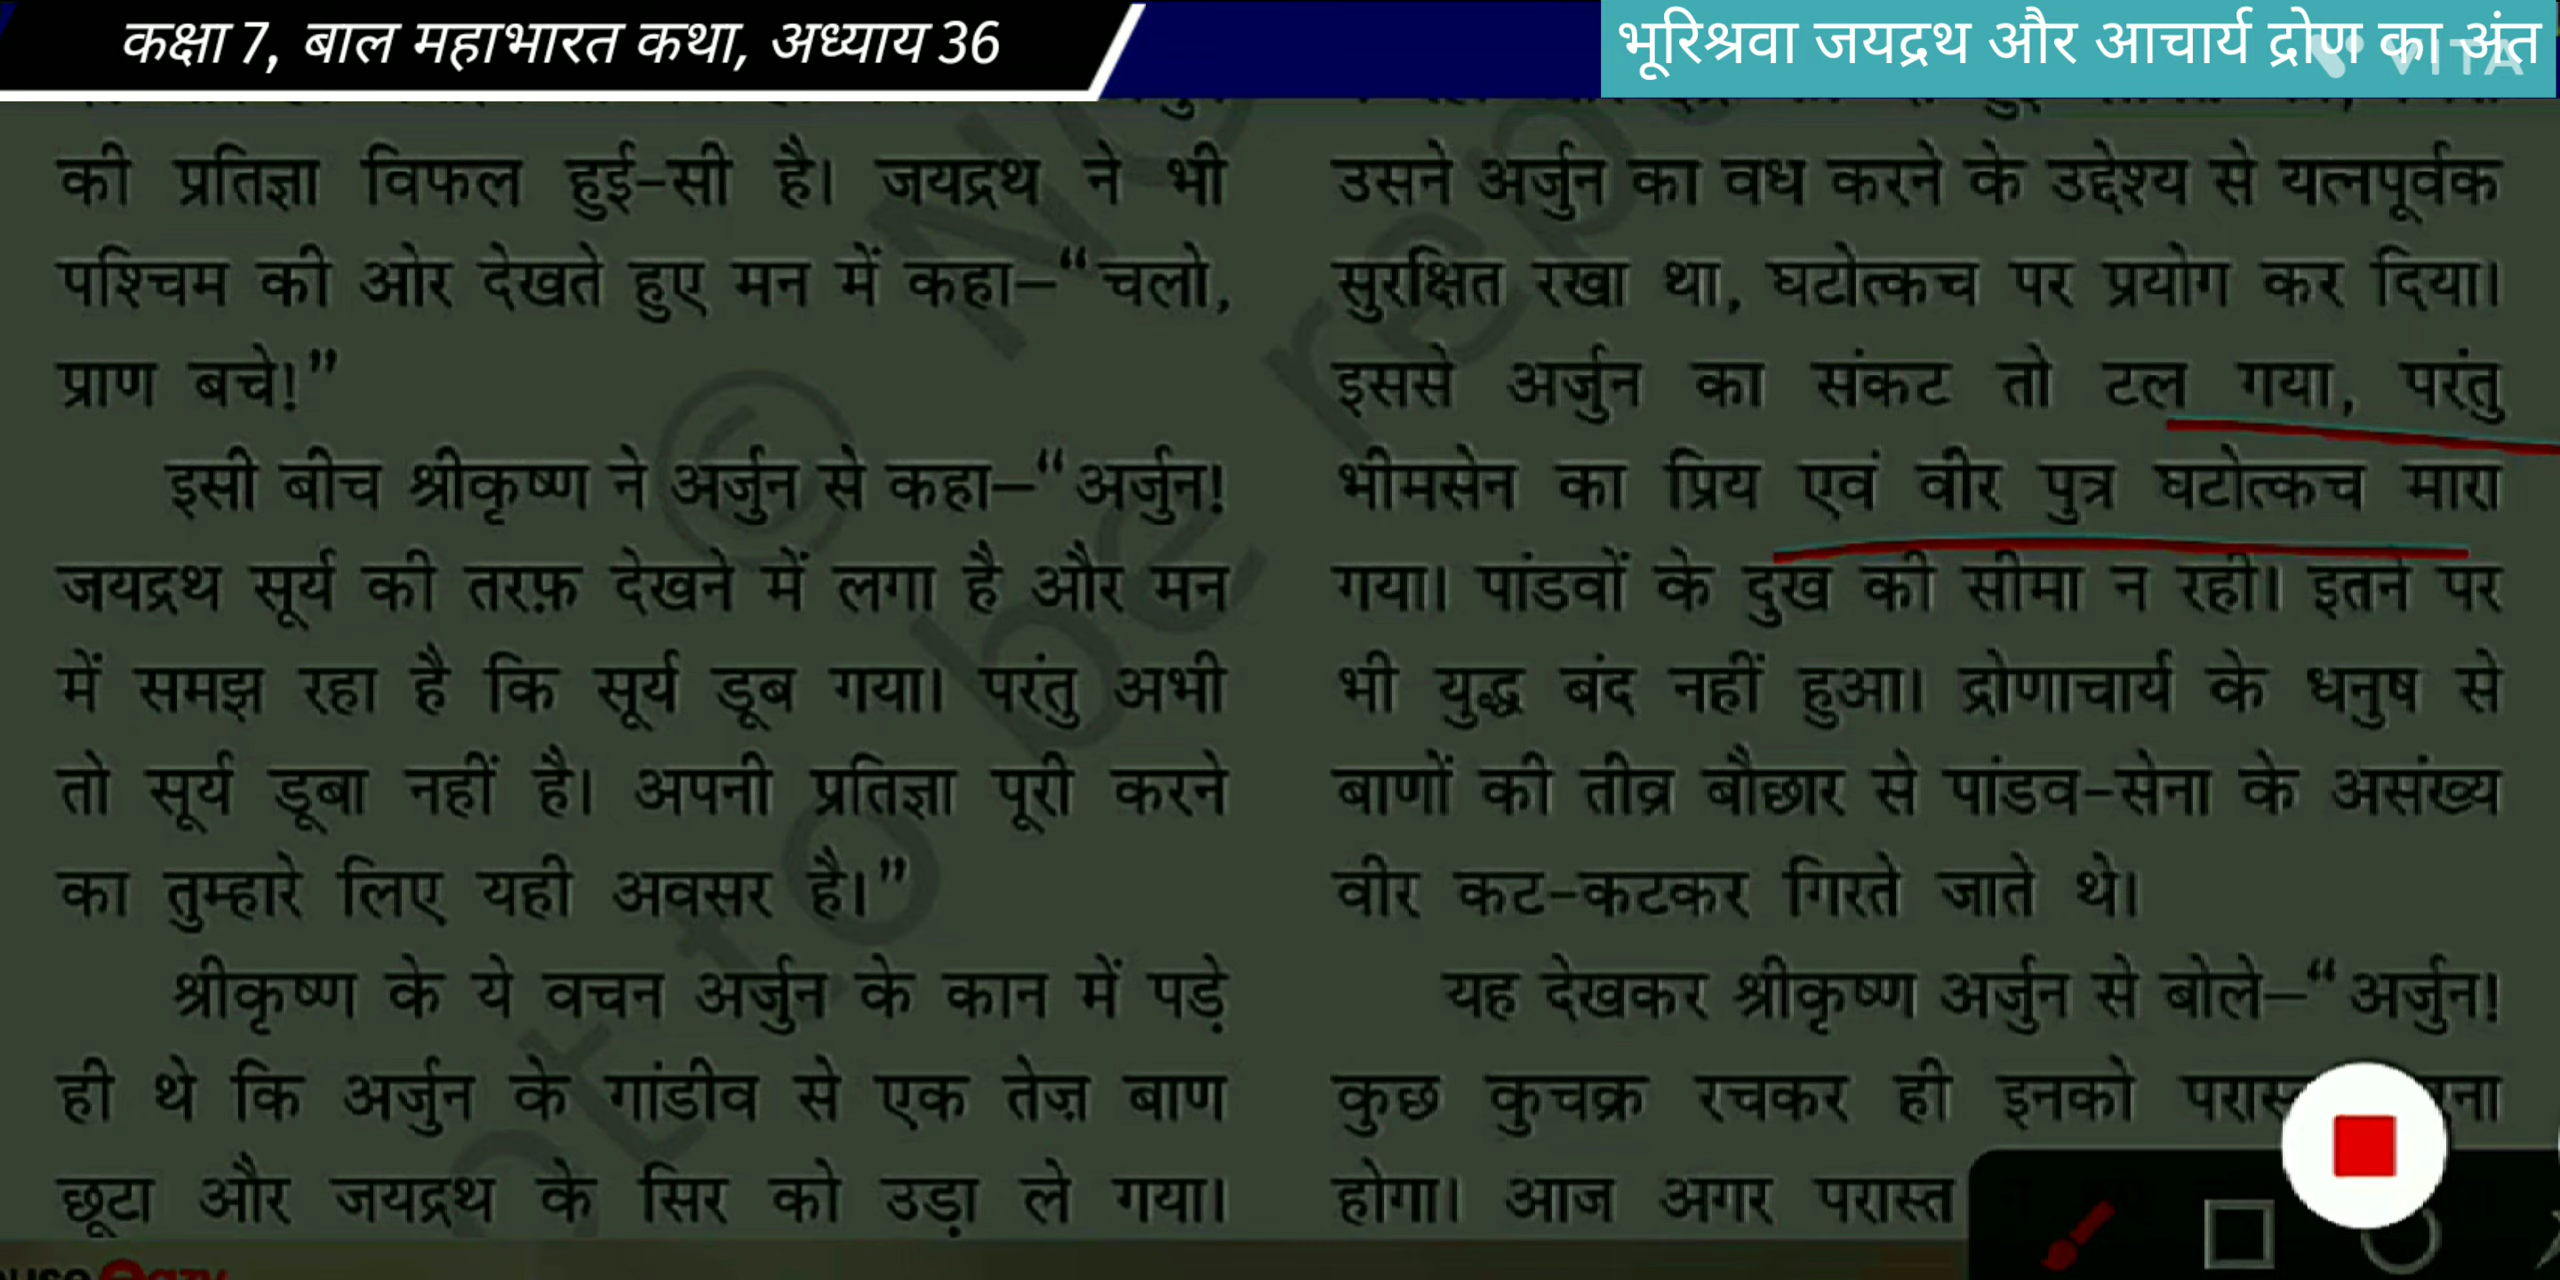 कक्षा 7, बाल महाभारत कथा, अध्याय 36
भूरिश्रवा जयद्रथ और आचार्य द्रोण का अंत
VITA
की प्रतिज्ञा विफल हुई-सी है। जयद्रथ ने भी
पश्चिम की ओर देखते हुए मन में कहा–“चलो,
प्राण बचे!”
इसी बीच श्रीकृष्ण ने अर्जुन से कहा–“अर्जुन!
जयद्रथ सूर्य की तरफ़ देखने में लगा है और मन
में समझ रहा है कि सूर्य डूब गया। परंतु अभी
तो सूर्य डूबा नहीं है। अपनी प्रतिज्ञा पूरी करने
का तुम्हारे लिए यही अवसर है।”
श्रीकृष्ण के ये वचन अर्जुन के कान में पड़े
ही थे कि अर्जुन के गांडीव से एक तेज़ बाण
छूटा और जयद्रथ के सिर को उड़ा ले गया।
उसने अर्जुन का वध करने के उद्देश्य से यत्नपूर्वक
सुरक्षित रखा था, घटोत्कच पर प्रयोग कर दिया।
इससे अर्जुन का संकट तो टल गया, परंतु
भीमसेन का प्रिय एवं वीर पुत्र घटोत्कच मारा
गया। पांडवों के दुख की सीमा न रही। इतने पर
भी युद्ध बंद नहीं हुआ। द्रोणाचार्य के धनुष से
बाणों की तीव्र बौछार से पांडव-सेना के असंख्य
वीर कट-कटकर गिरते जाते थे।
यह देखकर श्रीकृष्ण अर्जुन से बोले–“अर्जुन!
कुछ कुचक्र रचकर ही इनको
होगा। आज अगर परास्त
© to be rep